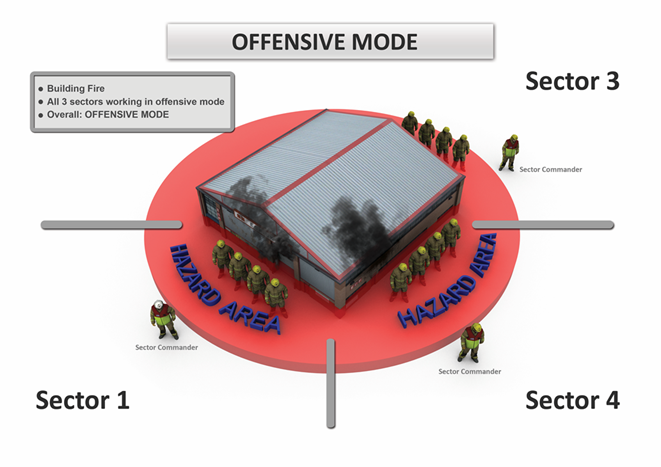 OFFENSIVE MODE
Sector 3
● Building Fire
● All 3 sectors working in offensive mode
● Overall: OFFENSIVE MODE
Sector Commander
HAZARD AREA
HAZARD AREA
Sector Commander
Sector Commander
Sector 1
Sector 4